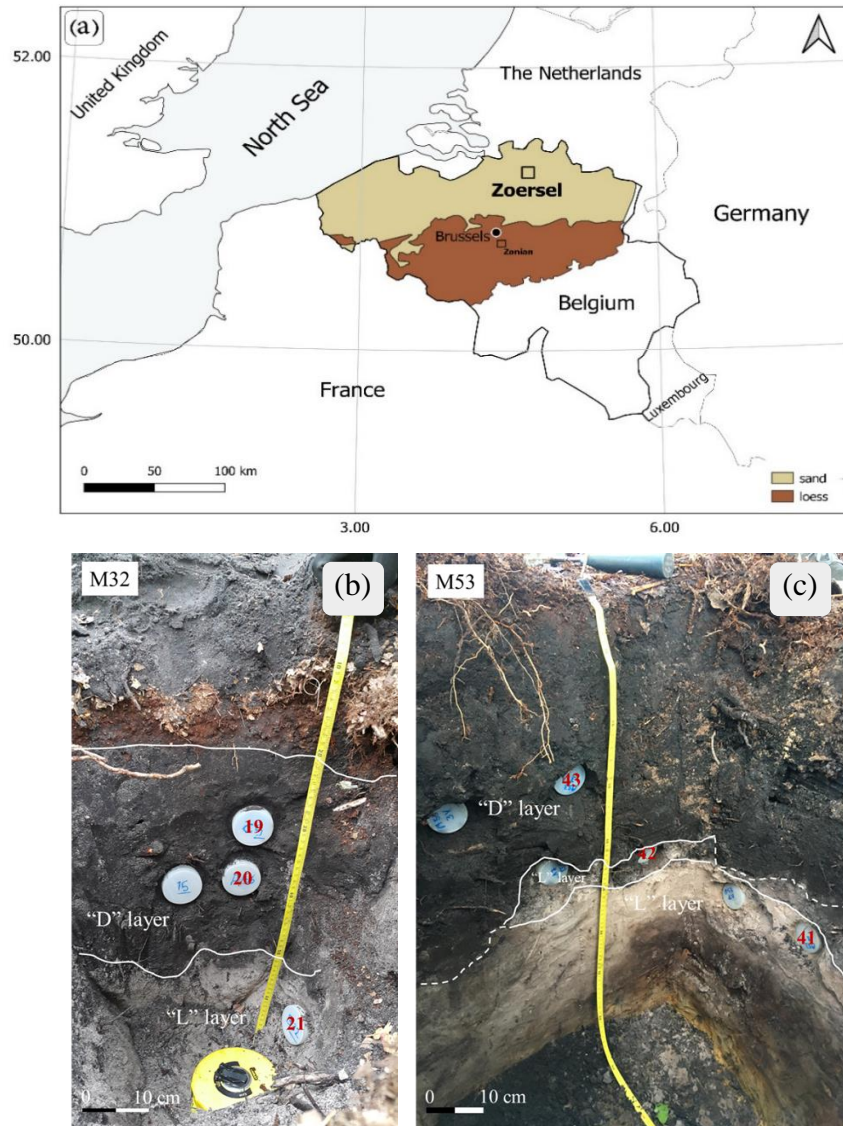 (a)
52.00
United Kingdom
North Sea
The Netherlands
Zoersel
Brussels
Zonian
Germany
Belgium
50.00
France
Luxembourg
0 50 100 km
sand
loess
3.00 6.00
M32
(b)
19
20
15
“D” layer
“L” layer
21
0 10 cm
M53
(c)
43
“D” layer
42
“L” layer
“L” layer
41
0 10 cm